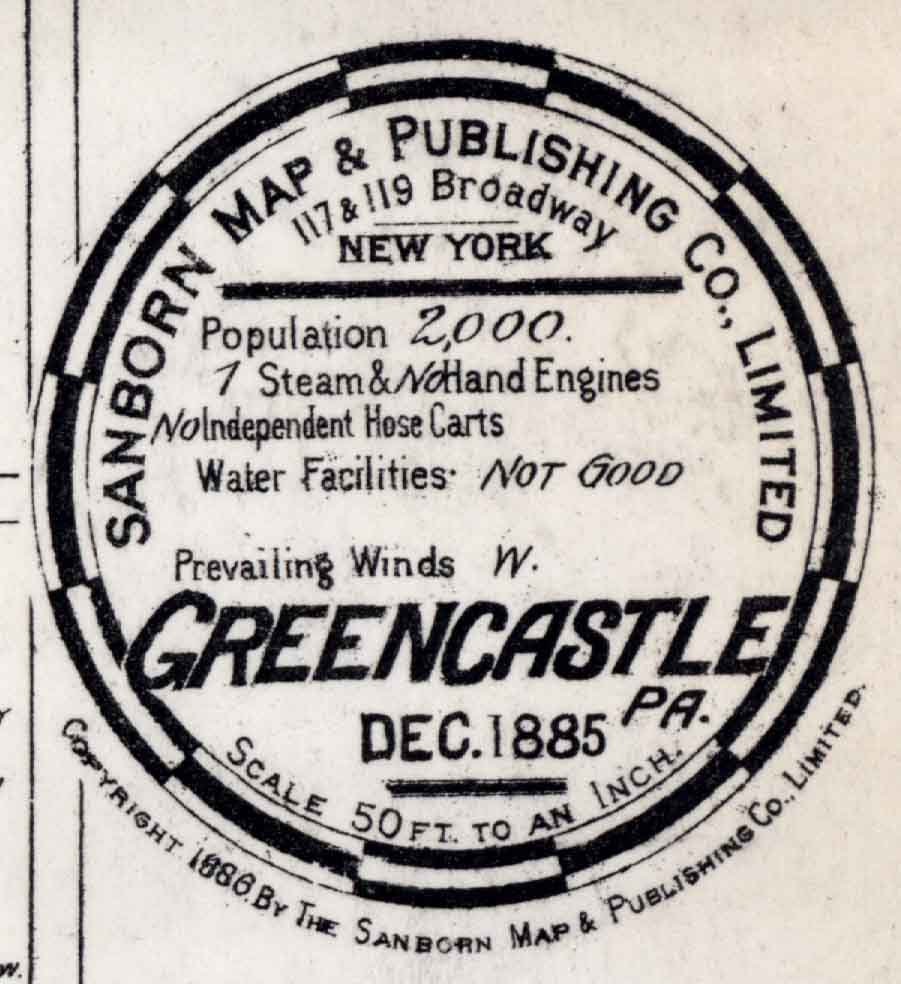 SANBORN MAP & PUBLISHING CO., LIMITED
117 & 119 Broadway
NEW YORK
Population 2,000.
1 Steam & No Hand Engines
No Independent Hose Carts
Water Facilities. NOT GOOD
Prevailing Winds W.
GREENCASTLE
PA.
DEC. 1885
SCALE 50 FT. TO AN INCH.
COPYRIGHT 1886, BY THE SANBORN MAP & PUBLISHING CO., LIMITED.
w.